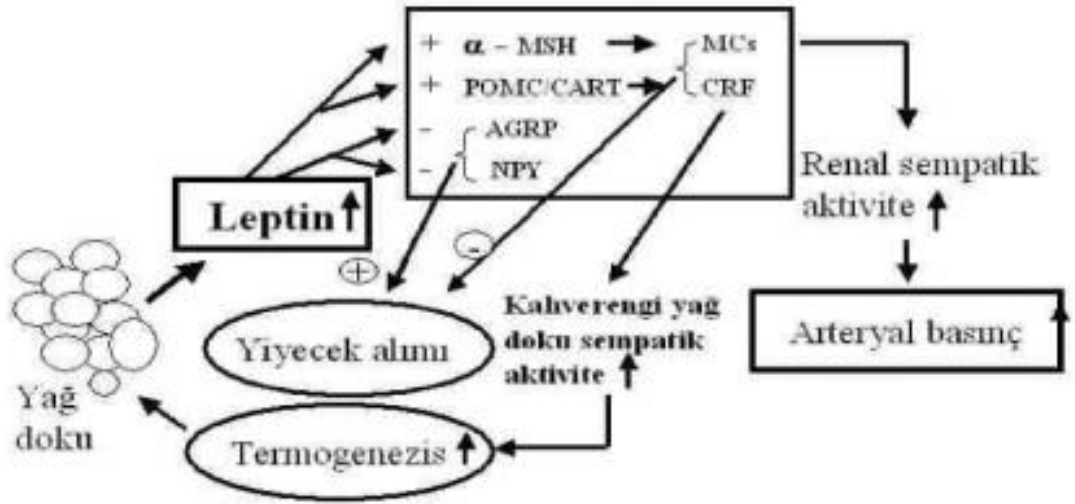 + α - MSH → MCs
+ POMC/CART → CRF
- AGRP
- NPY
Leptin ↑
Renal sempatik
aktivite ↑
+
-
Yiyecek alımı
Kahverengi yağ
doku sempatik
aktivite ↑
Arteryal basınç ↑
Yağ
doku
Termogenezis ↑